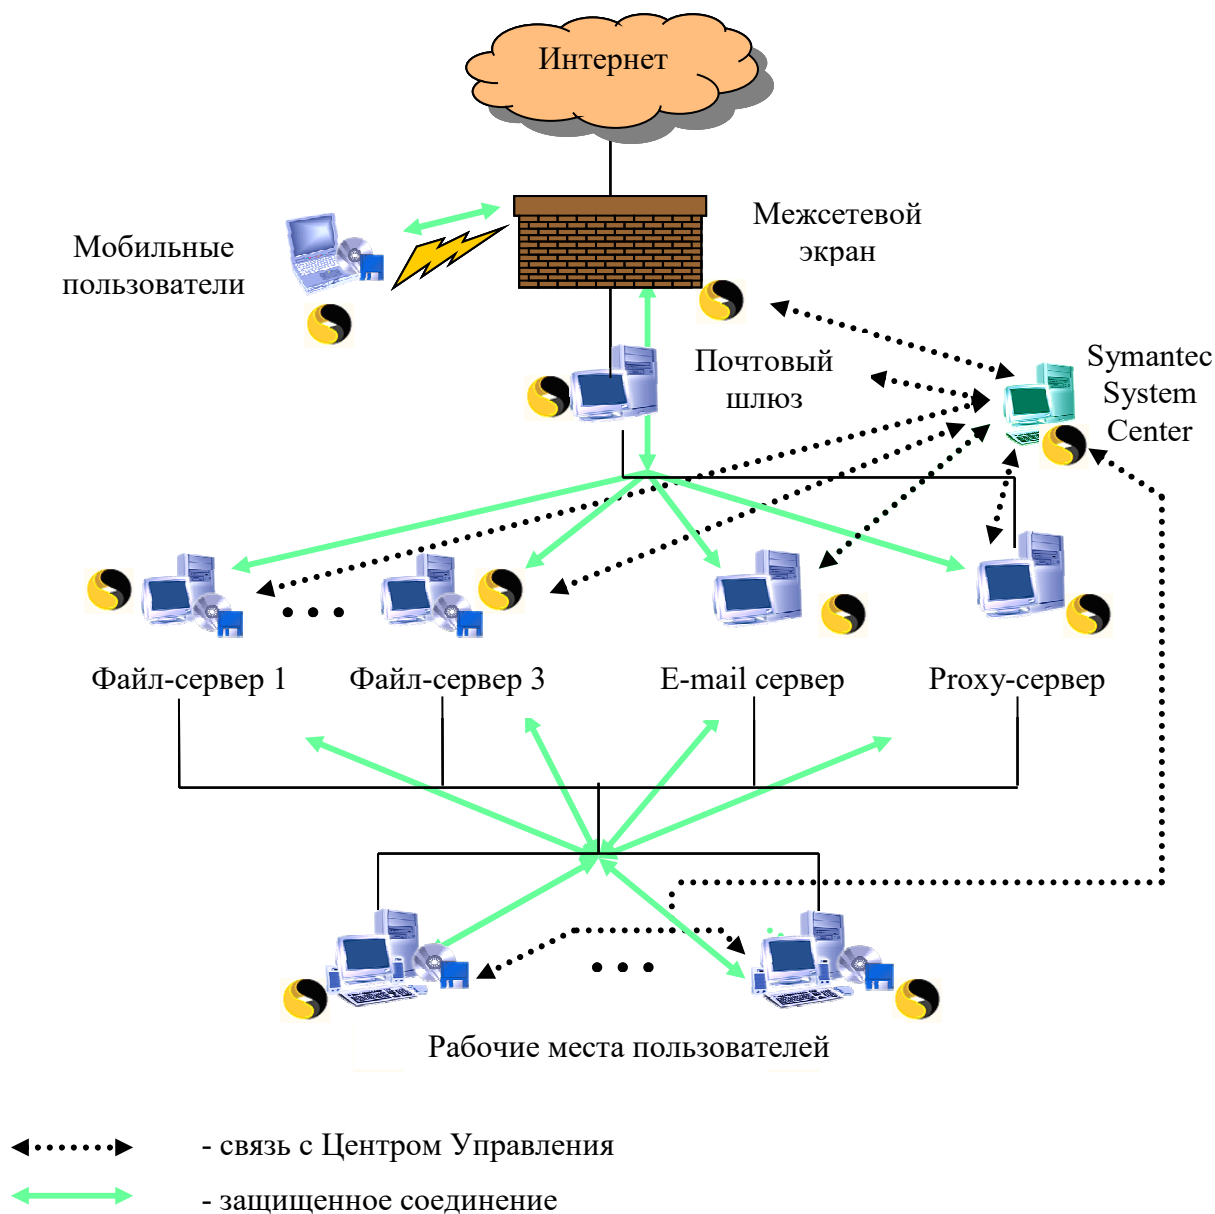 Интернет
Межсетевой
экран
Мобильные
пользователи
Почтовый
шлюз
Symantec
System
Center
Файл-сервер 1
Файл-сервер 3
E-mail сервер
Proxy-сервер
Рабочие места пользователей
- связь с Центром Управления
- защищенное соединение